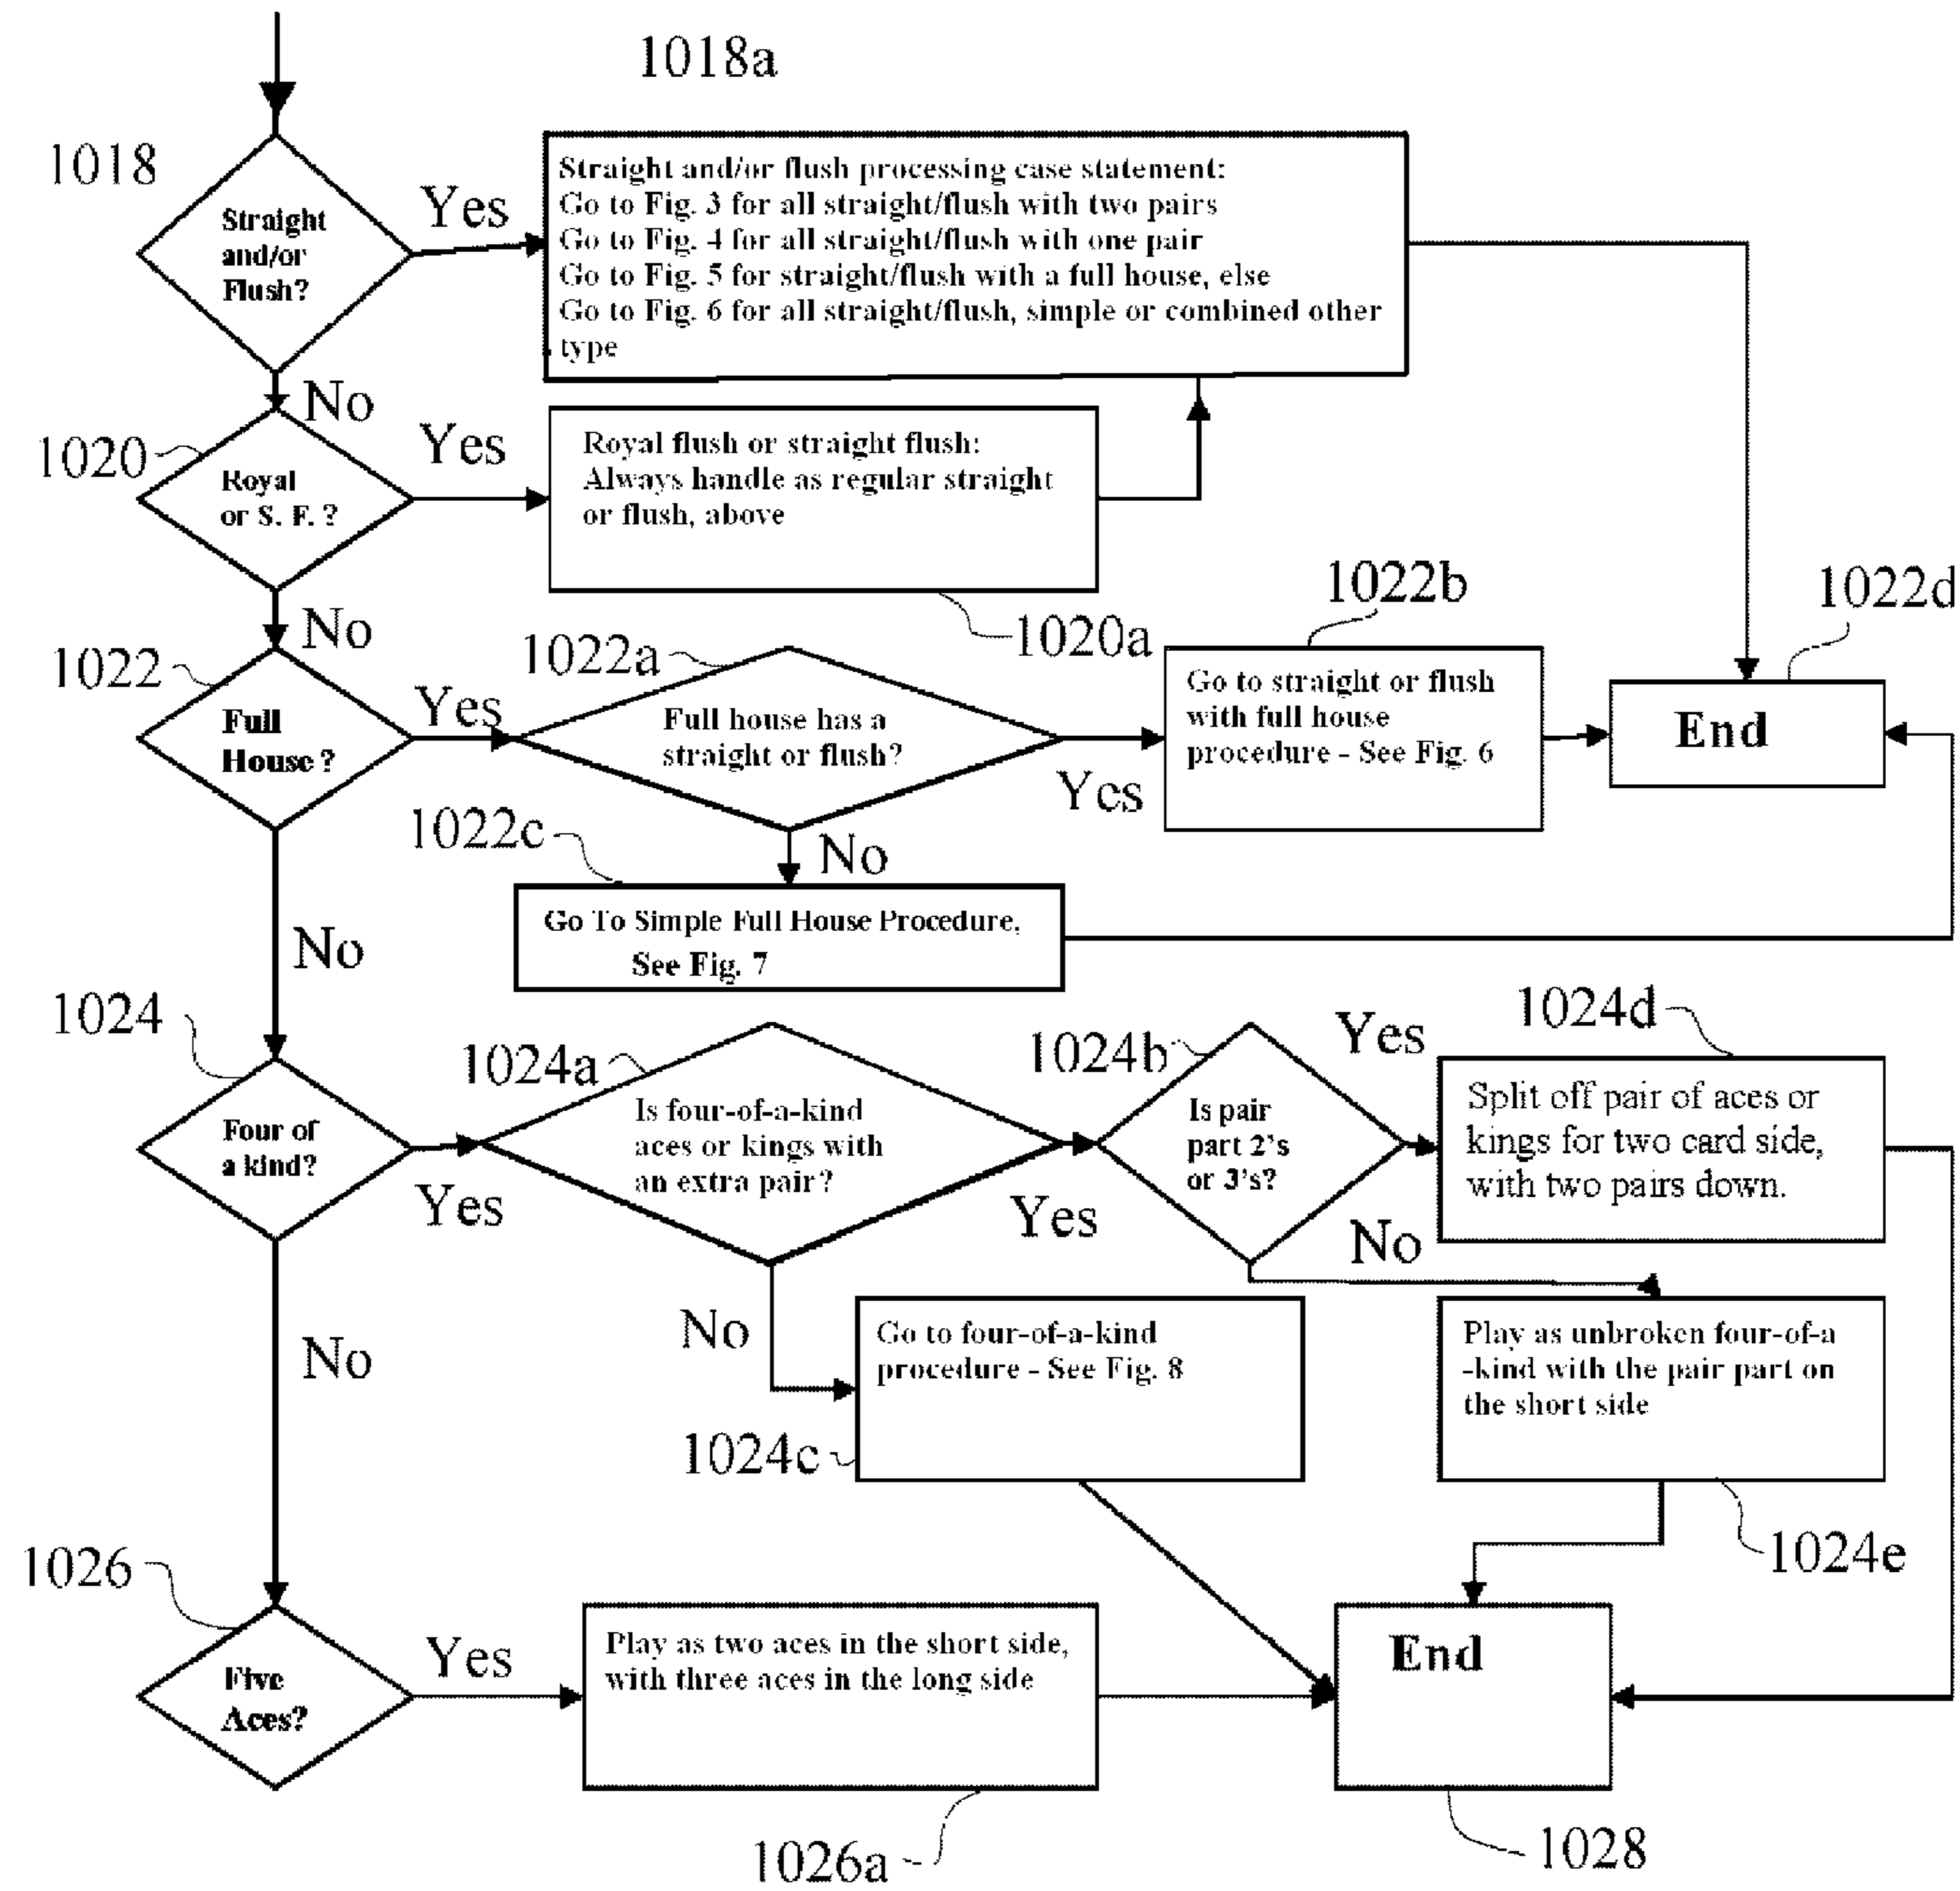 1018a
1018
Straight
and/or
Flush?
Yes
Straight and/or flush processing case statement:
Go to Fig. 3 for all straight/flush with two pairs
Go to Fig. 4 for all straight/flush with one pair
Go to Fig. 5 for straight/flush with a full house, else
Go to Fig. 6 for all straight/flush, simple or combined other
type
No
1020
Royal
or S. F. ?
Yes
Royal flush or straight flush:
Always handle as regular straight
or flush, above
1020a
No
1022
Full
House ?
Yes
1022a
Full house has a
straight or flush?
Yes
1022b
Go to straight or flush
with full house
procedure - See Fig. 6
1022d
End
1022c
No
Go To Simple Full House Procedure,
See Fig. 7
No
1024
Four of
a kind?
Yes
1024a
Is four-of-a-kind
aces or kings with
an extra pair?
Yes
1024b
Is pair
part 2's
or 3's?
Yes
1024d
Split off pair of aces or
kings for two card side,
with two pairs down.
No
No
Go to four-of-a-kind
procedure - See Fig. 8
1024c
Play as unbroken four-of-a
-kind with the pair part on
the short side
1024e
No
1026
Five
Aces?
Yes
Play as two aces in the short side,
with three aces in the long side
1026a
End
1028